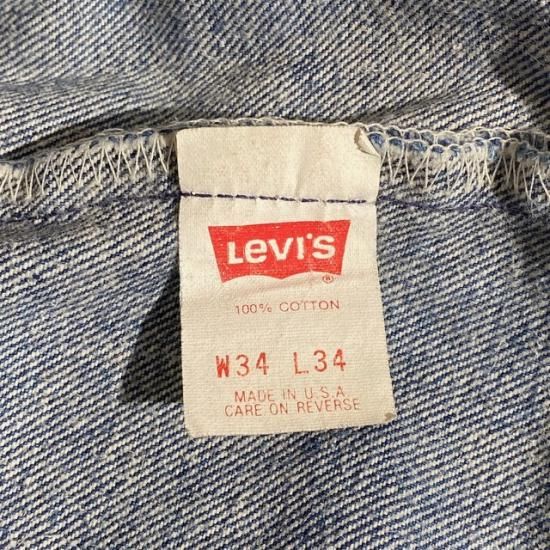 Levi's
®
100% COTTON
W34 L34
MADE IN U.S.A
CARE ON REVERSE